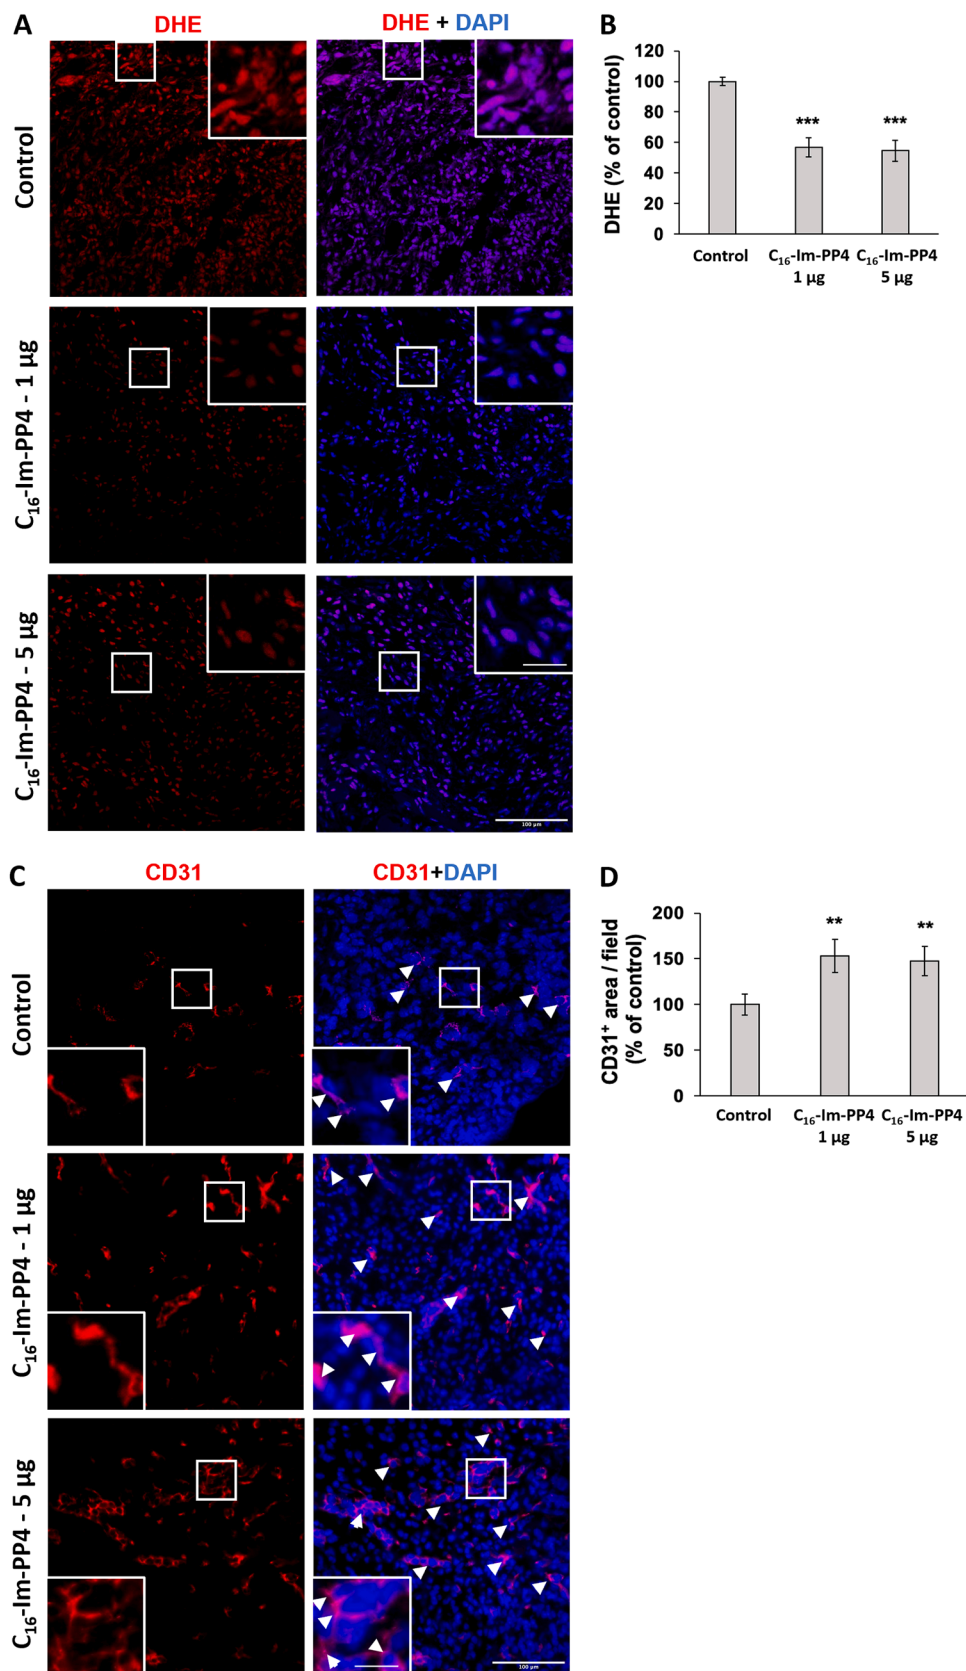 A
DHE
DHE + DAPI
Control
C₁₆-Im-PP4 - 1 µg
C₁₆-Im-PP4 - 5 µg
100 µm
B
DHE (% of control)
120
100
80
60
40
20
0
***
***
Control
C₁₆-Im-PP4
1 µg
C₁₆-Im-PP4
5 µg
C
CD31
CD31+DAPI
Control
C₁₆-Im-PP4 - 1 µg
C₁₆-Im-PP4 - 5 µg
100 µm
D
CD31⁺ area / field
(% of control)
200
150
100
50
0
**
**
Control
C₁₆-Im-PP4
1 µg
C₁₆-Im-PP4
5 µg